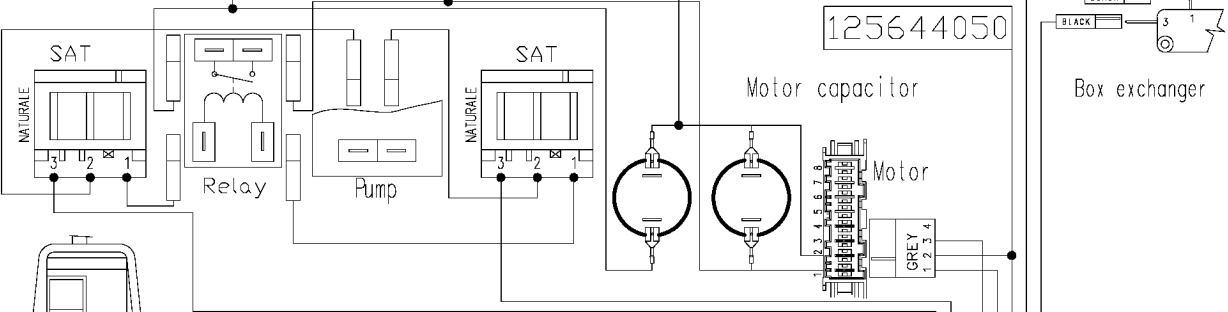 125644050
BLACK
3 1
SAT
SAT
Motor capacitor
Box exchanger
NATURALE
NATURALE
3 2 1
3 2 1
Relay
Pump
Motor
8
7
6
5
4
3
2
1
GREY
1 2 3 4